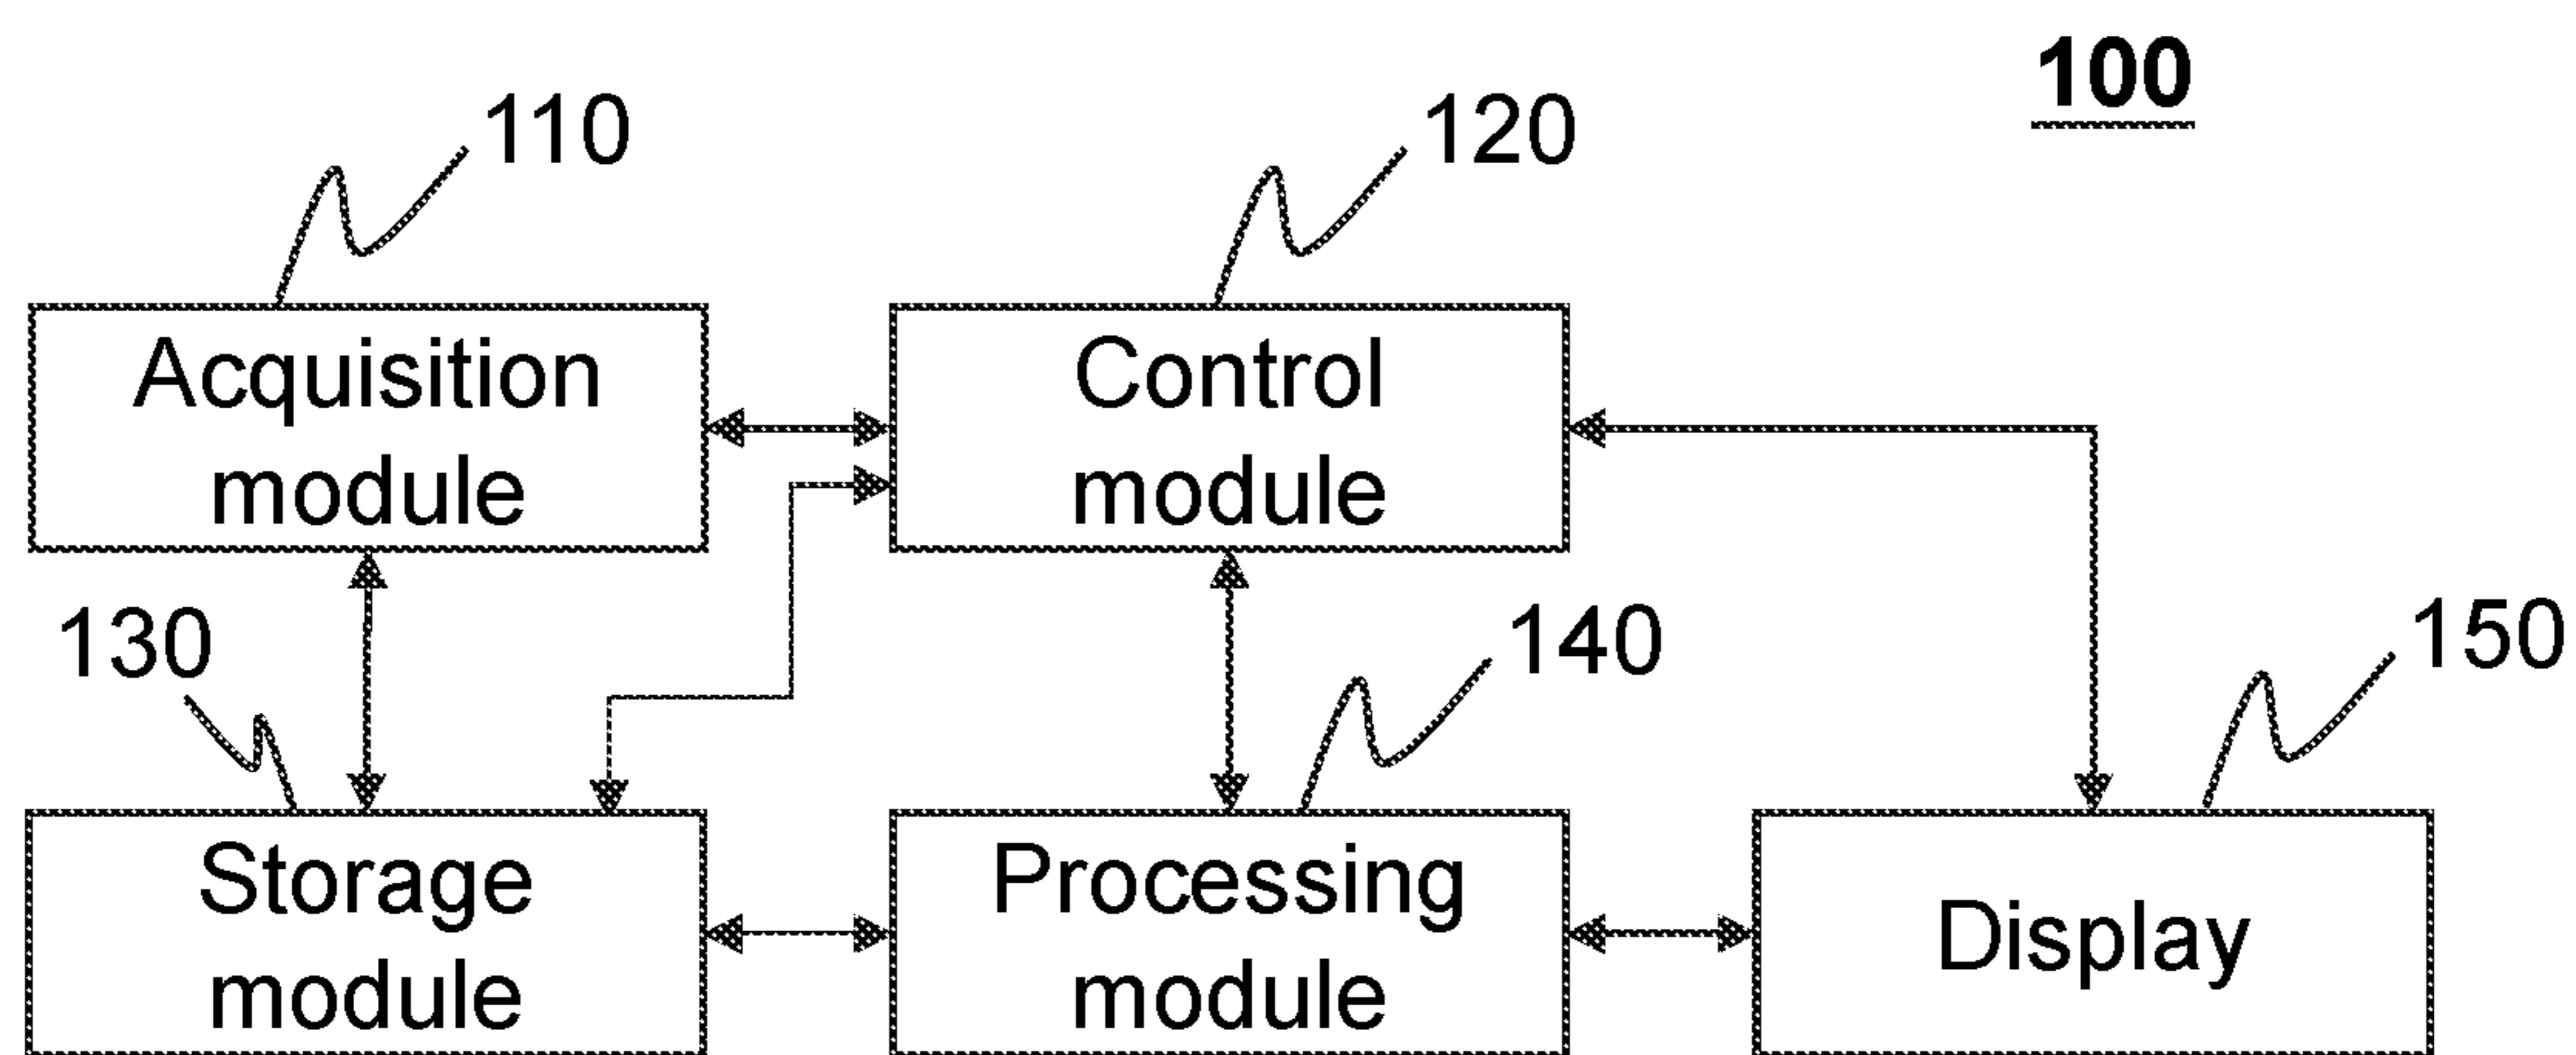 100
110
120
Acquisition
module
Control
module
130
140
150
Storage
module
Processing
module
Display